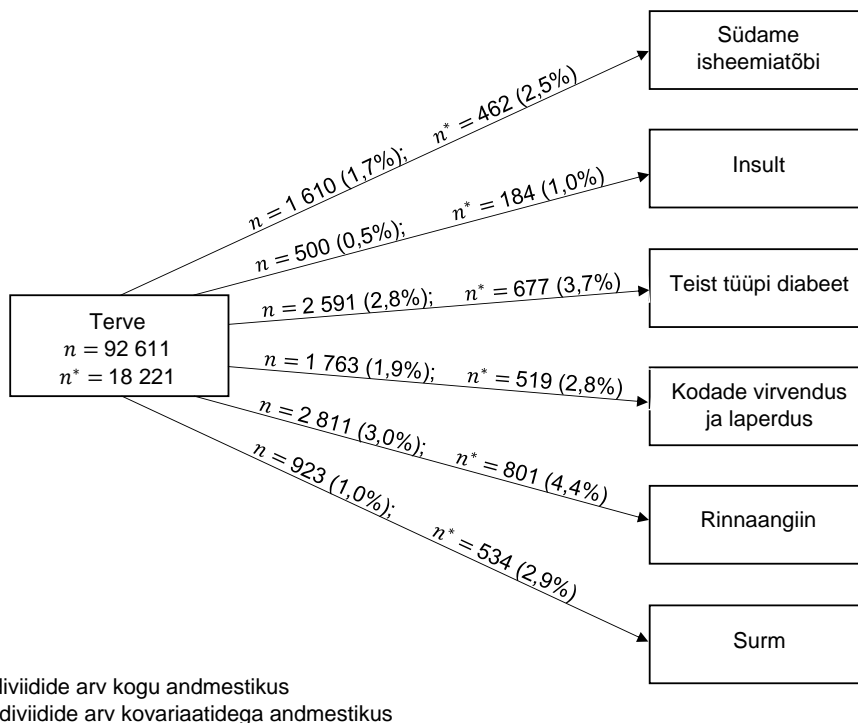 Südame
isheemiatõbi
n = 1 610 (1,7%); n* = 462 (2,5%)
Insult
n = 500 (0,5%); n* = 184 (1,0%)
Teist tüüpi diabeet
n = 2 591 (2,8%); n* = 677 (3,7%)
Terve
n = 92 611
n* = 18 221
n = 1 763 (1,9%); n* = 519 (2,8%)
Kodade virvendus
ja laperdus
n = 2 811 (3,0%); n* = 801 (4,4%)
Rinnaangiin
n = 923 (1,0%); n* = 534 (2,9%)
Surm
diviidide arv kogu andmestikus
diviidide arv kovariaatidega andmestikus